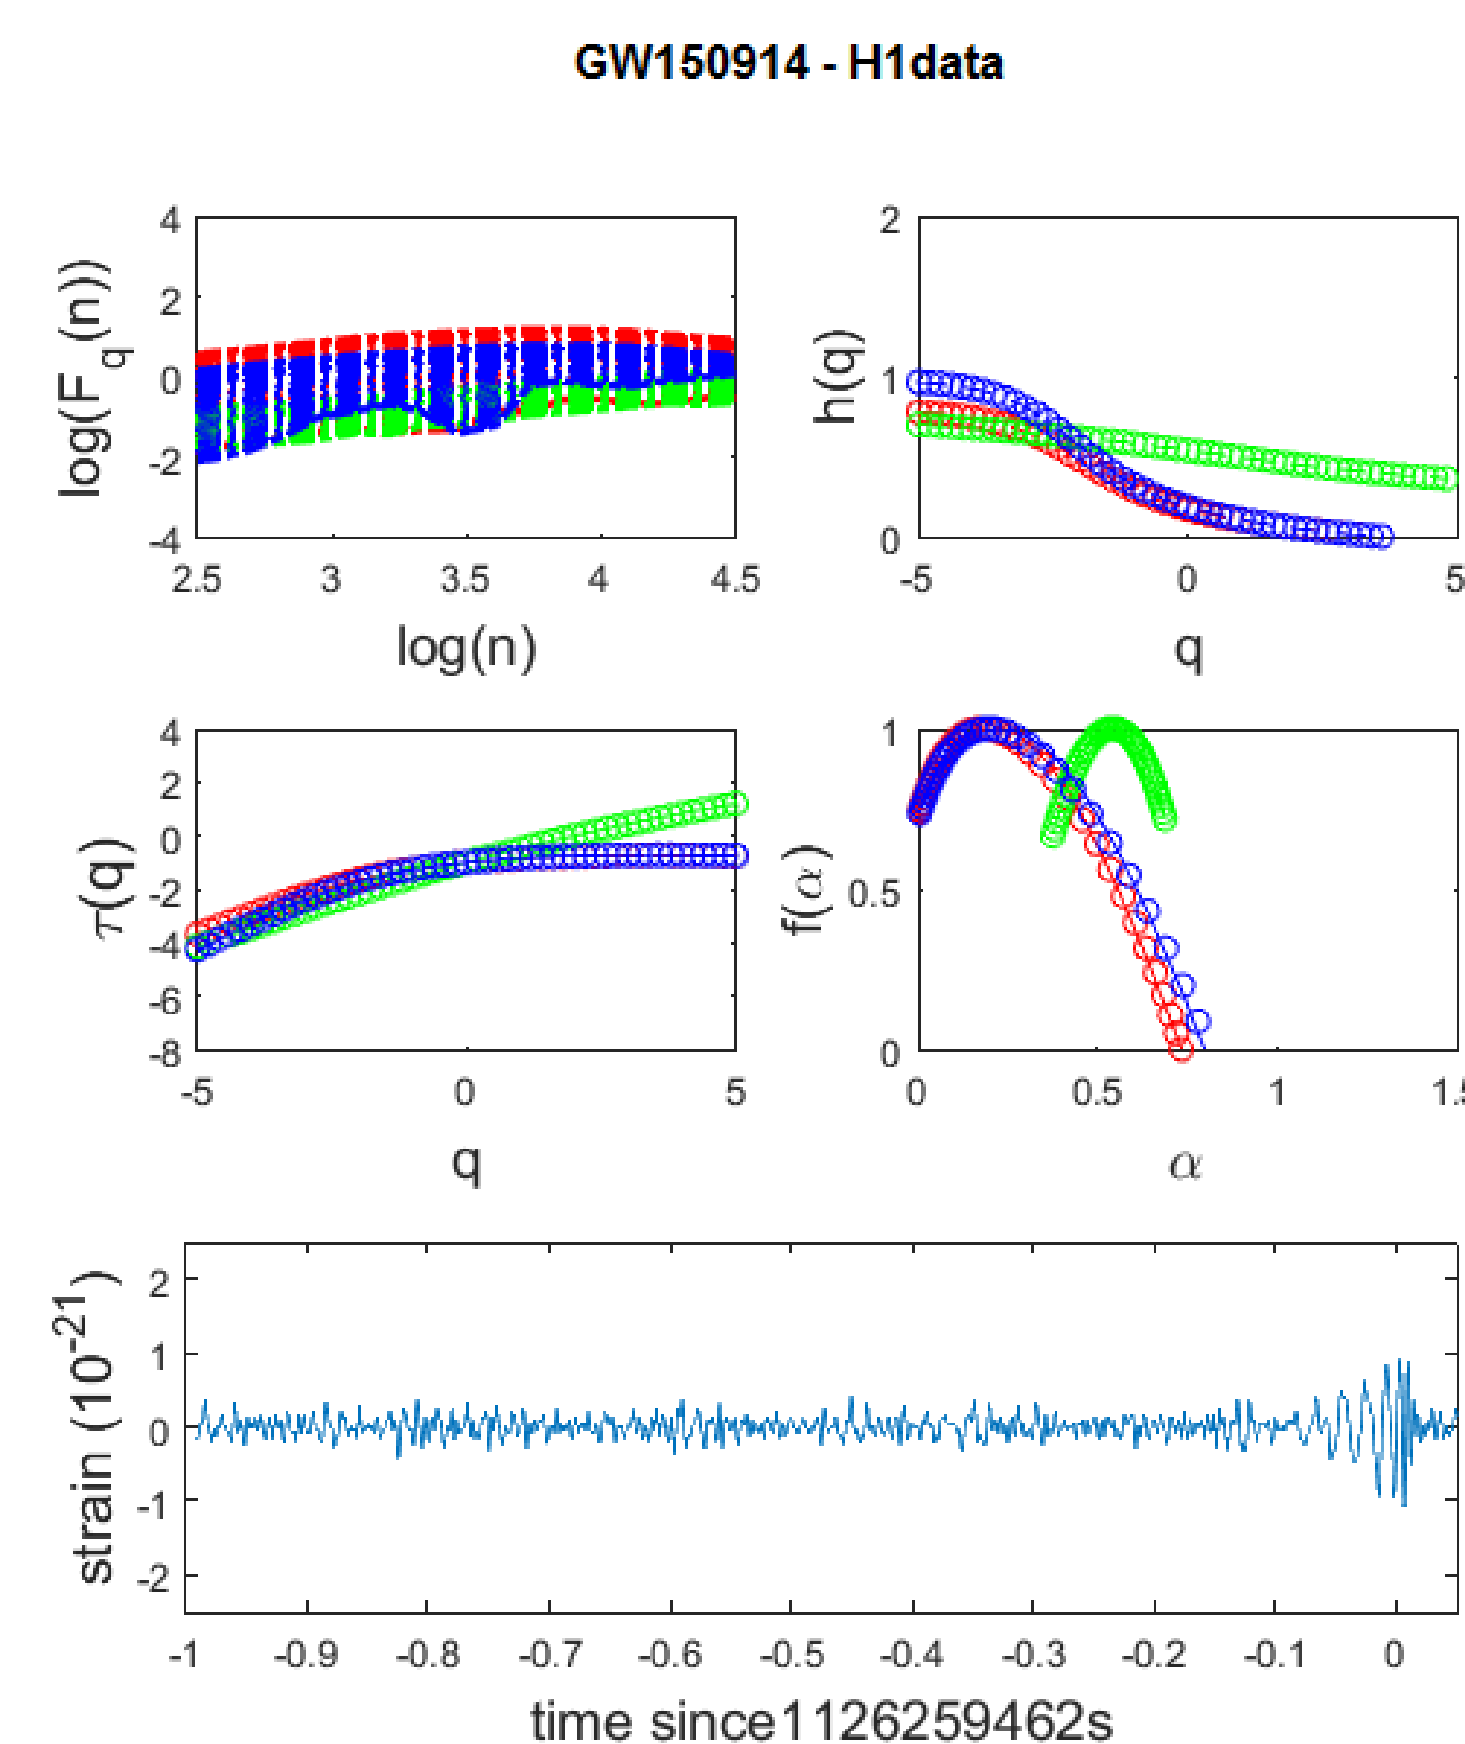 GW150914 - H1data
log(F_q(n))
4
2
0
-2
-4
2.5 3 3.5 4 4.5
log(n)
h(q)
2
1
0
-5 0 5
q
τ(q)
4
2
0
-2
-4
-6
-8
-5 0 5
q
f(α)
1
0.5
0
0 0.5 1 1.5
α
strain (10^-21)
2
1
0
-1
-2
-1 -0.9 -0.8 -0.7 -0.6 -0.5 -0.4 -0.3 -0.2 -0.1 0
time since1126259462s